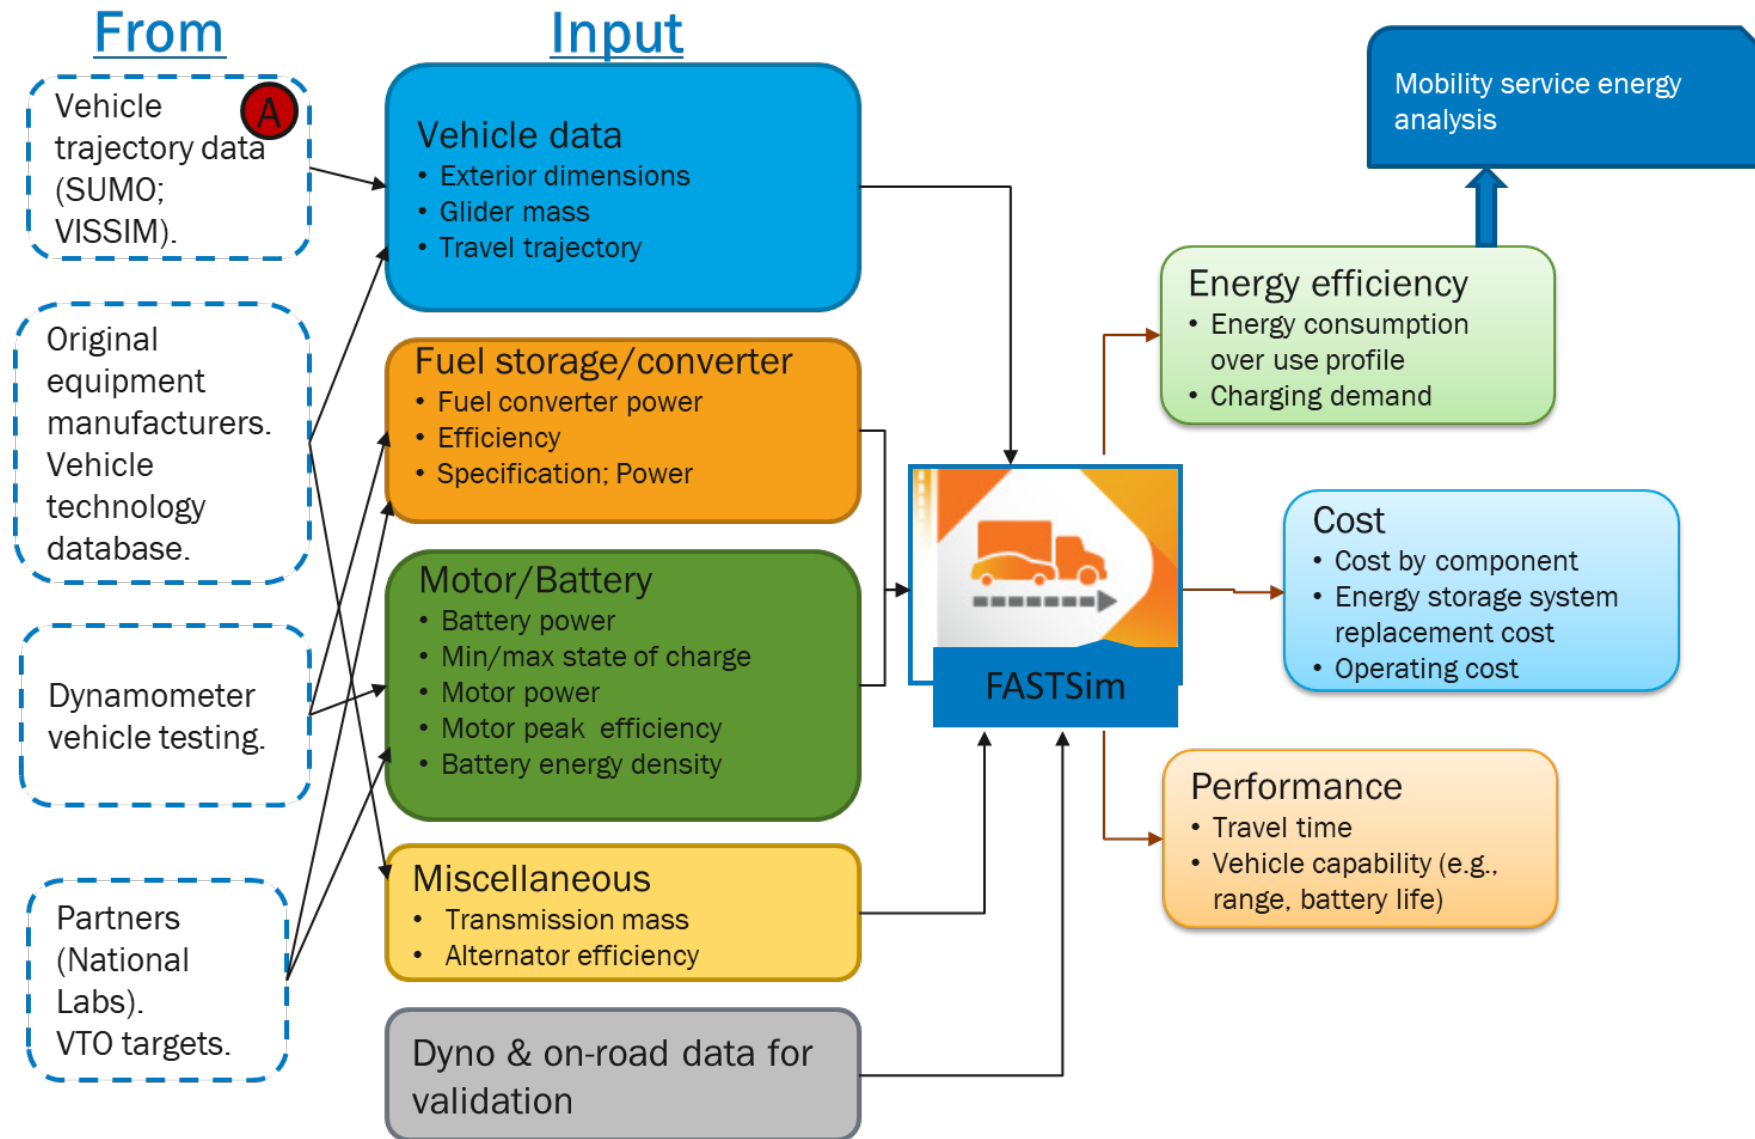 From
Input
Vehicle
trajectory data
(SUMO;
VISSIM).
A
Original
equipment
manufacturers.
Vehicle
technology
database.
Dynamometer
vehicle testing.
Partners
(National
Labs).
VTO targets.
Vehicle data
• Exterior dimensions
• Glider mass
• Travel trajectory
Fuel storage/converter
• Fuel converter power
• Efficiency
• Specification; Power
Motor/Battery
• Battery power
• Min/max state of charge
• Motor power
• Motor peak efficiency
• Battery energy density
Miscellaneous
• Transmission mass
• Alternator efficiency
Dyno & on-road data for
validation
FASTSim
Mobility service energy
analysis
Energy efficiency
• Energy consumption
over use profile
• Charging demand
Cost
• Cost by component
• Energy storage system
replacement cost
• Operating cost
Performance
• Travel time
• Vehicle capability (e.g.,
range, battery life)